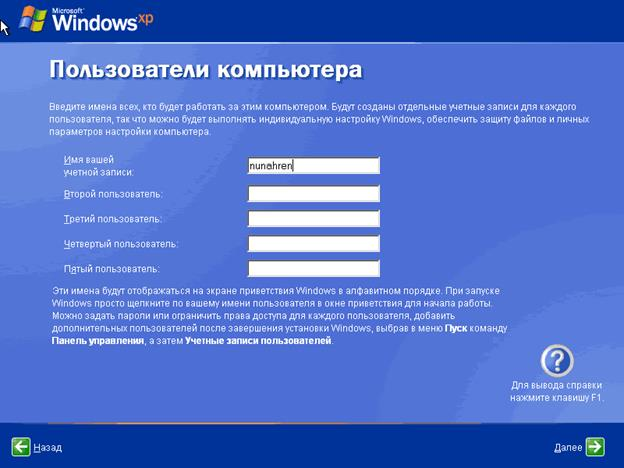 Microsoft®
Windows xp
Пользователи компьютера
Введите имена всех, кто будет работать за этим компьютером. Будут созданы отдельные учетные записи для каждого
пользователя, так что можно будет выполнять индивидуальную настройку Windows, обеспечить защиту файлов и личных
параметров настройки компьютера.
Имя вашей
учетной записи:
nunahren
Второй пользователь:
Третий пользователь:
Четвертый пользователь:
Пятый пользователь:
Эти имена будут отображаться на экране приветствия Windows в алфавитном порядке. При запуске
Windows просто щелкните по вашему имени пользователя в окне приветствия для начала работы.
Можно задать пароли или ограничить права доступа для каждого пользователя, добавить
дополнительных пользователей после завершения установки Windows, выбрав в меню Пуск команду
Панель управления, а затем Учетные записи пользователей.
?
Для вывода справки
нажмите клавишу F1.
Назад
Далее